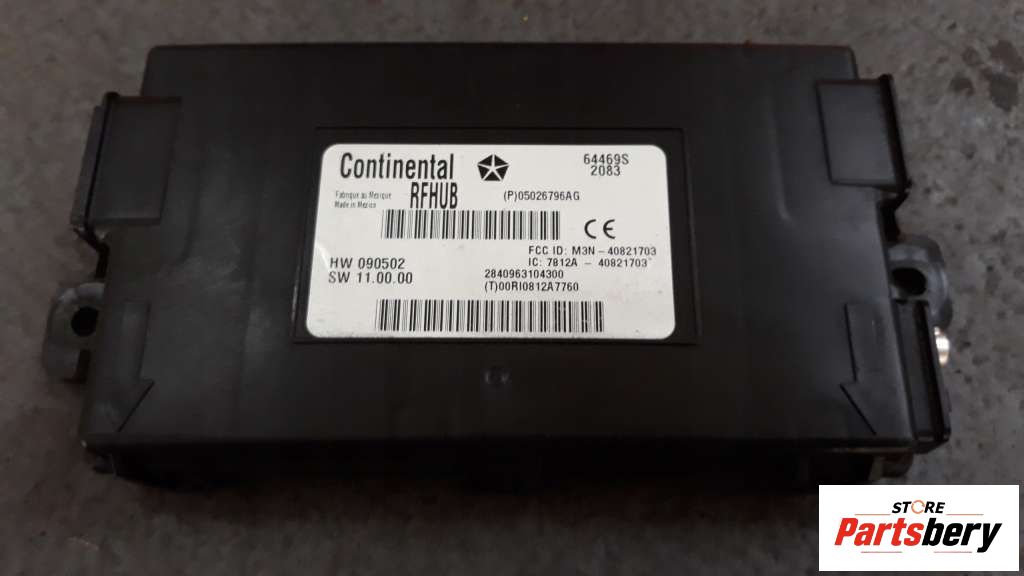 Continental
64469S
2083
Fabrique au Mexique
Made in Mexico
RFHUB
(P)05026796AG
CE
FCC ID: M3N - 40821703
IC: 7812A - 40821703
HW 090502
SW 11.00.00
2840963104300
(T)00RI0812A7760
STORE
Partsbery